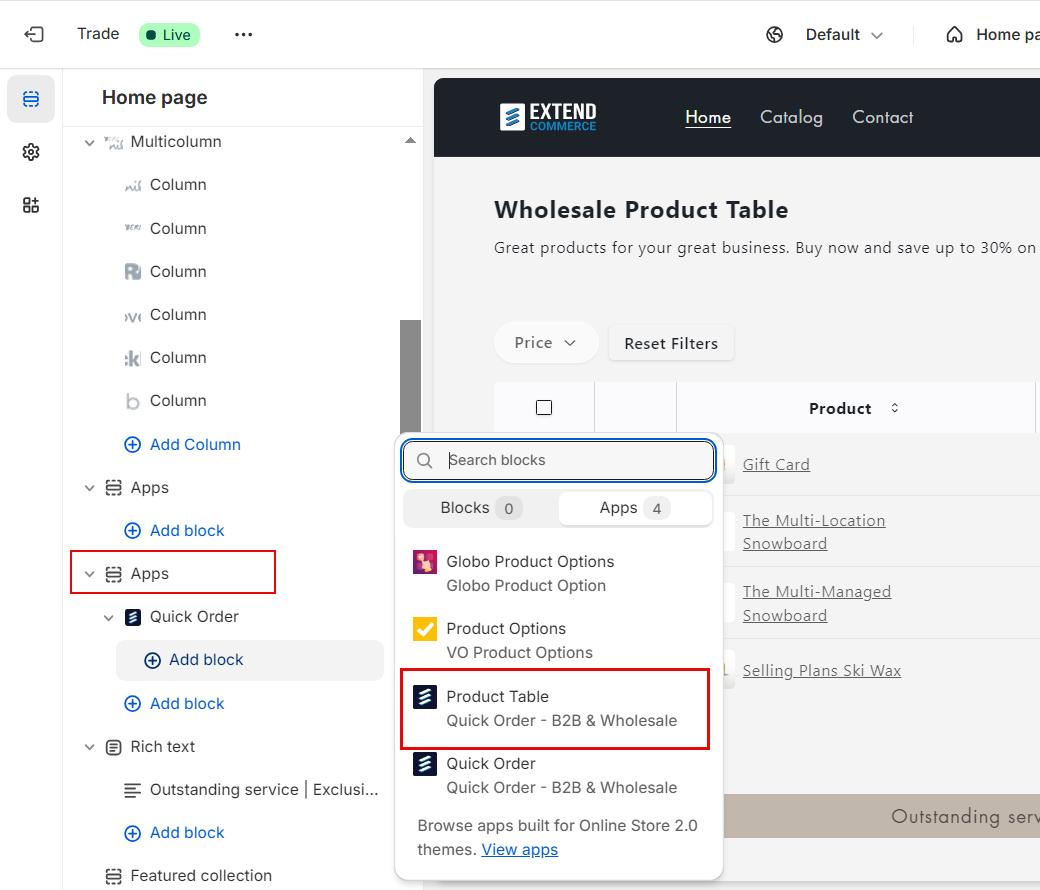 Trade
Live
Default
Home pa
Home page
Multicolumn
Column
Column
Column
Column
Column
Column
Add Column
Apps
Add block
Apps
Quick Order
Add block
Add block
Rich text
Outstanding service | Exclusi...
Add block
Featured collection
EXTEND
COMMERCE
Home
Catalog
Contact
Wholesale Product Table
Great products for your great business. Buy now and save up to 30% on
Price
Reset Filters
Product
Gift Card
The Multi-Location
Snowboard
The Multi-Managed
Snowboard
Selling Plans Ski Wax
Outstanding serv
Search blocks
Blocks 0
Apps 4
Globo Product Options
Globo Product Option
Product Options
VO Product Options
Product Table
Quick Order - B2B & Wholesale
Quick Order
Quick Order - B2B & Wholesale
Browse apps built for Online Store 2.0
themes. View apps